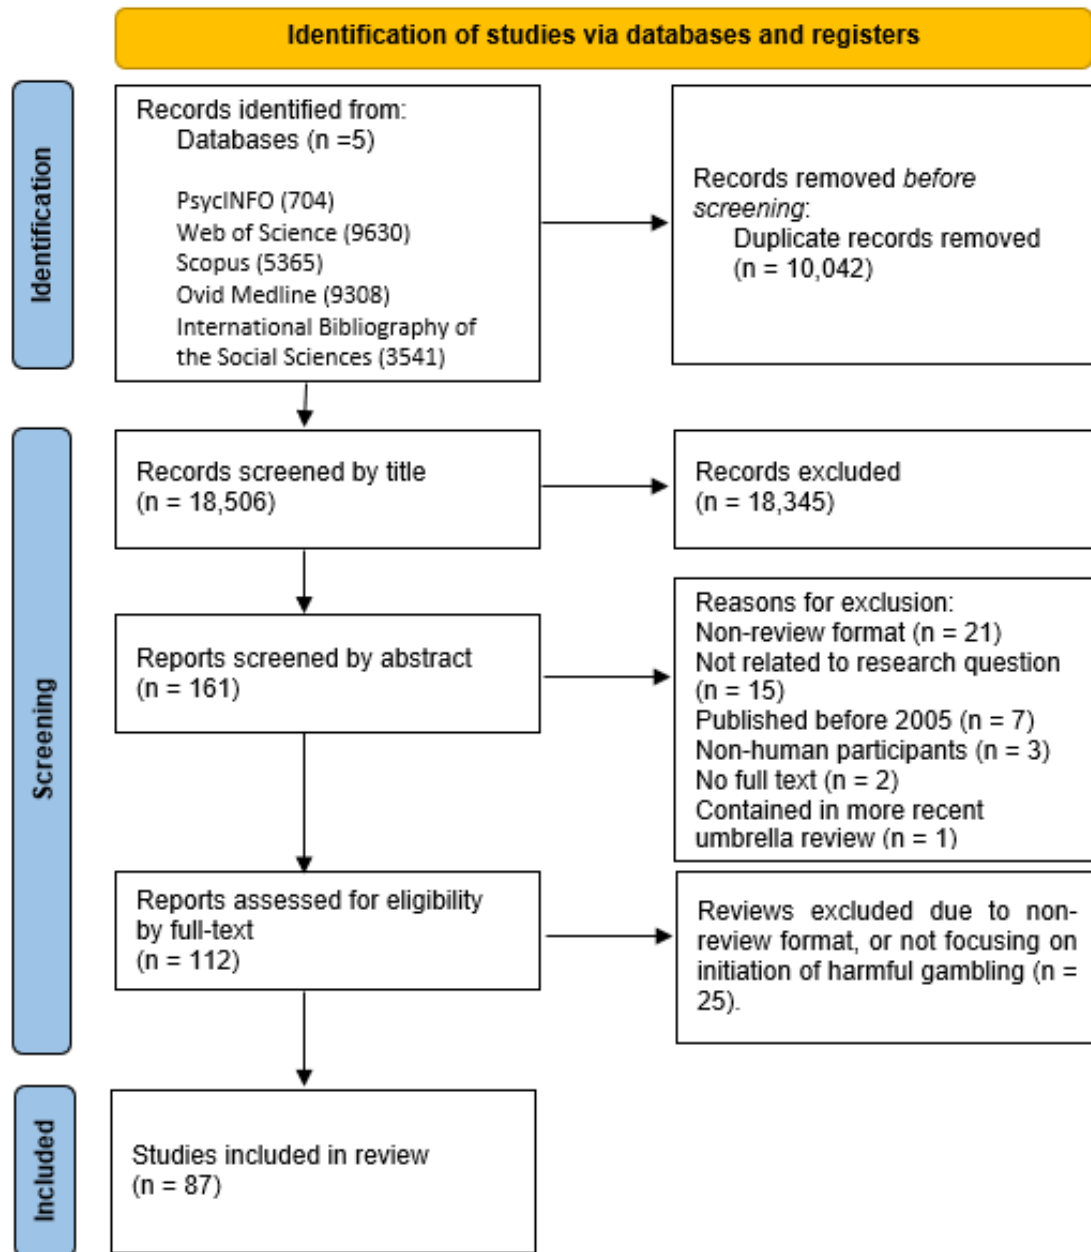 Identification of studies via databases and registers
Identification
Records identified from:
Databases (n =5)
PsycINFO (704)
Web of Science (9630)
Scopus (5365)
Ovid Medline (9308)
International Bibliography of
the Social Sciences (3541)
Records removed before
screening:
Duplicate records removed
(n = 10,042)
Screening
Records screened by title
(n = 18,506)
Records excluded
(n = 18,345)
Reports screened by abstract
(n = 161)
Reasons for exclusion:
Non-review format (n = 21)
Not related to research question
(n = 15)
Published before 2005 (n = 7)
Non-human participants (n = 3)
No full text (n = 2)
Contained in more recent
umbrella review (n = 1)
Reports assessed for eligibility
by full-text
(n = 112)
Reviews excluded due to non-
review format, or not focusing on
initiation of harmful gambling (n =
25).
Included
Studies included in review
(n = 87)